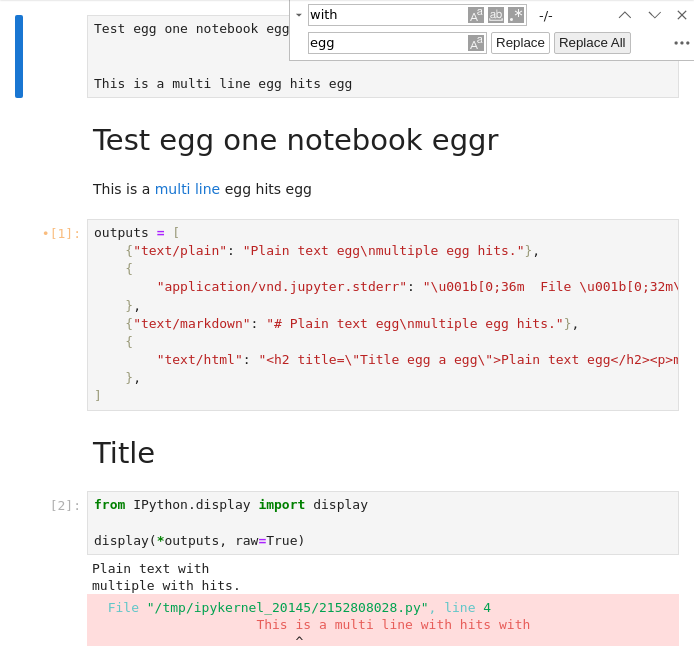 Test egg one notebook egg
with
-/-
egg
Replace
Replace All
This is a multi line egg hits egg
Test egg one notebook eggr
This is a multi line egg hits egg
•[1]:
outputs = [
{"text/plain": "Plain text egg\nmultiple egg hits."},
{
"application/vnd.jupyter.stderr": "\u001b[0;36m  File \u001b[0;32m\
},
{"text/markdown": "# Plain text egg\nmultiple egg hits."},
{
"text/html": "<h2 title=\"Title egg a egg\">Plain text egg</h2><p>m
},
]
Title
[2]:
from IPython.display import display
display(*outputs, raw=True)
Plain text with
multiple with hits.
File "/tmp/ipykernel_20145/2152808028.py", line 4
This is a multi line with hits with
^